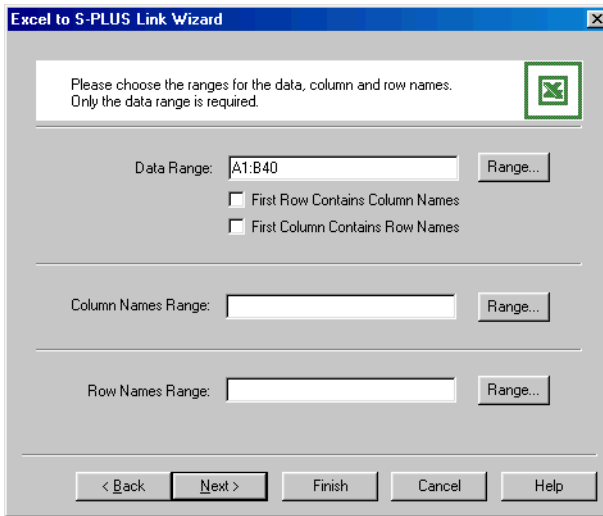 Excel to S-PLUS Link Wizard
Please choose the ranges for the data, column and row names.
Only the data range is required.
Data Range: A1:B40 Range...
First Row Contains Column Names
First Column Contains Row Names
Column Names Range: Range...
Row Names Range: Range...
< Back Next > Finish Cancel Help